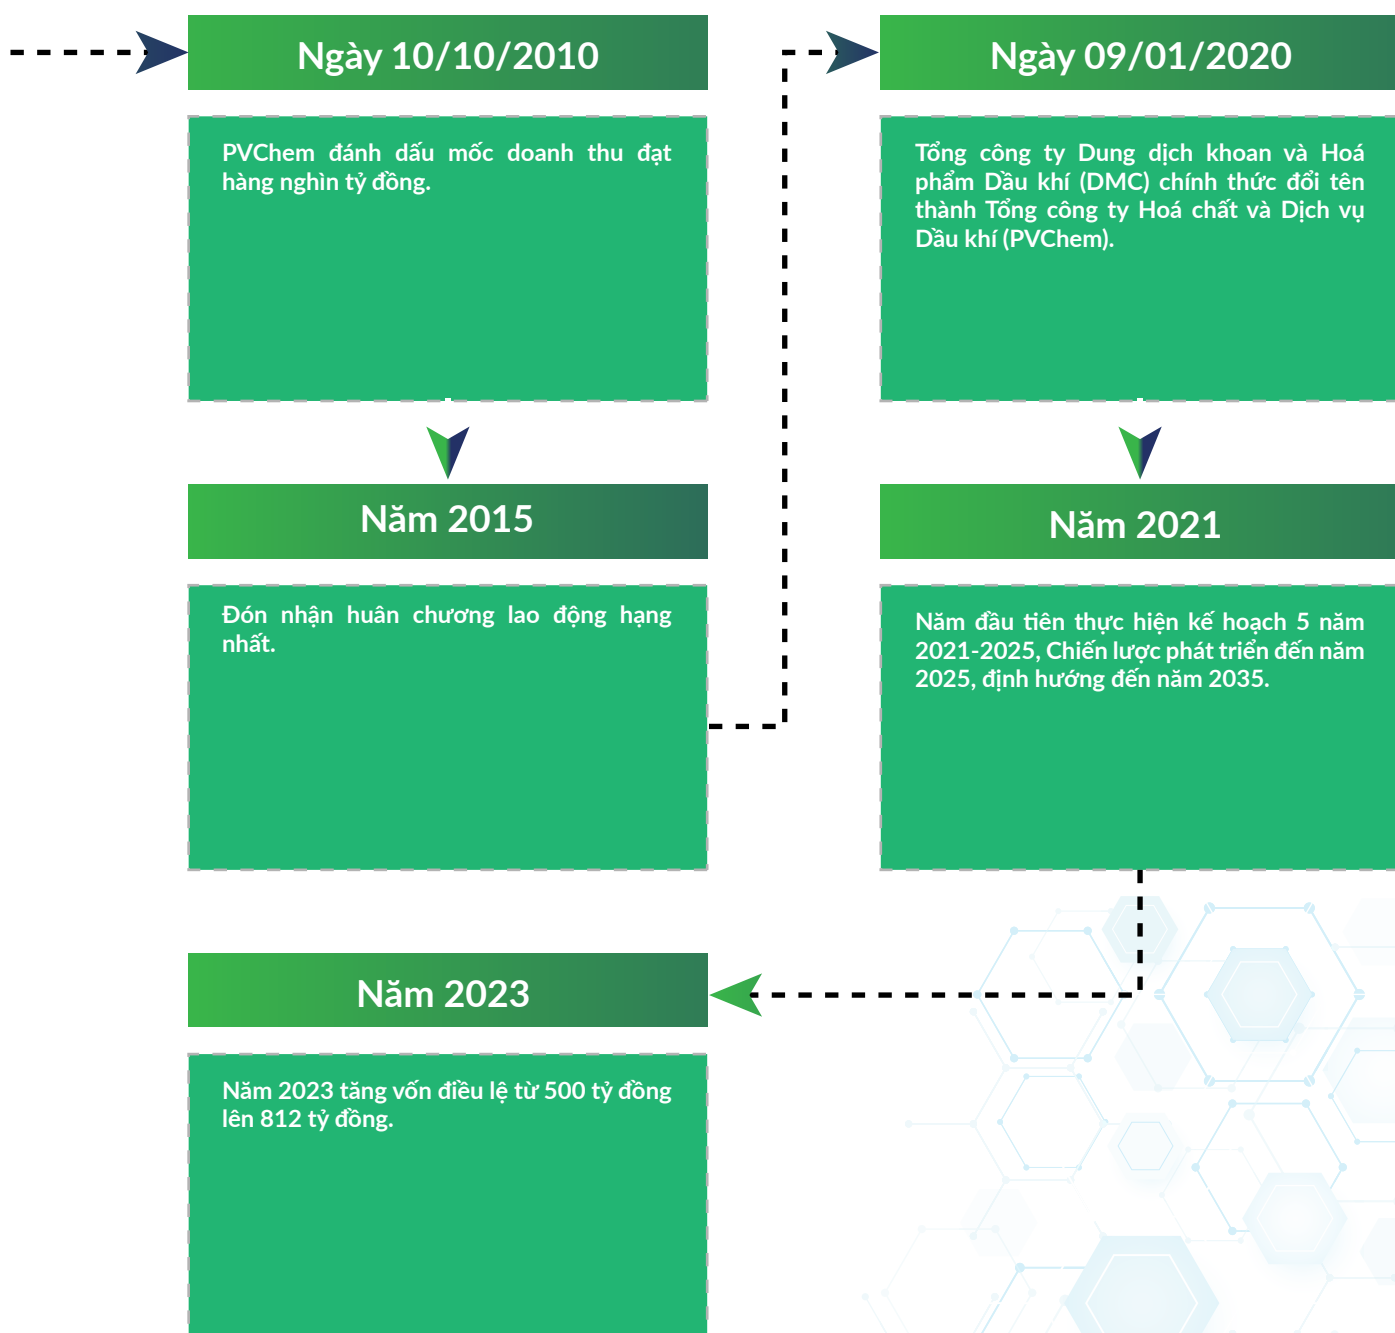 Ngày 10/10/2010
PVChem đánh dấu mốc doanh thu đạt
hàng nghìn tỷ đồng.
Năm 2015
Đón nhận huân chương lao động hạng
nhất.
Ngày 09/01/2020
Tổng công ty Dung dịch khoan và Hoá
phẩm Dầu khí (DMC) chính thức đổi tên
thành Tổng công ty Hoá chất và Dịch vụ
Dầu khí (PVChem).
Năm 2021
Năm đầu tiên thực hiện kế hoạch 5 năm
2021-2025, Chiến lược phát triển đến năm
2025, định hướng đến năm 2035.
Năm 2023
Năm 2023 tăng vốn điều lệ từ 500 tỷ đồng
lên 812 tỷ đồng.